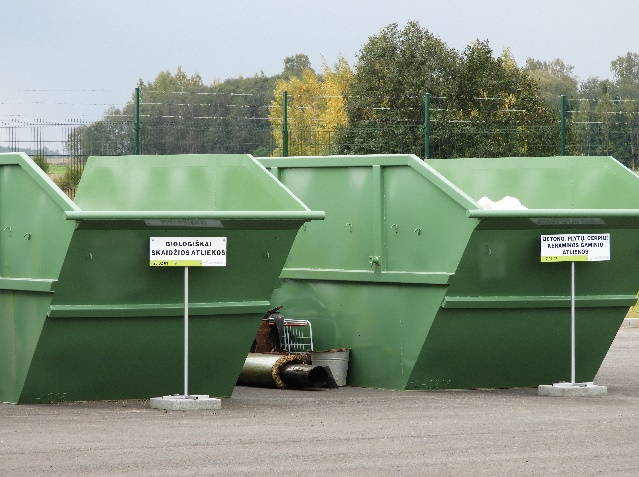 BIOLOGIŠKAI
SKAIDŽIOS ATLIEKOS
BETONO, PLYTŲ, ČERPIŲ,
KERAMIKOS GAMINIŲ
ATLIEKOS